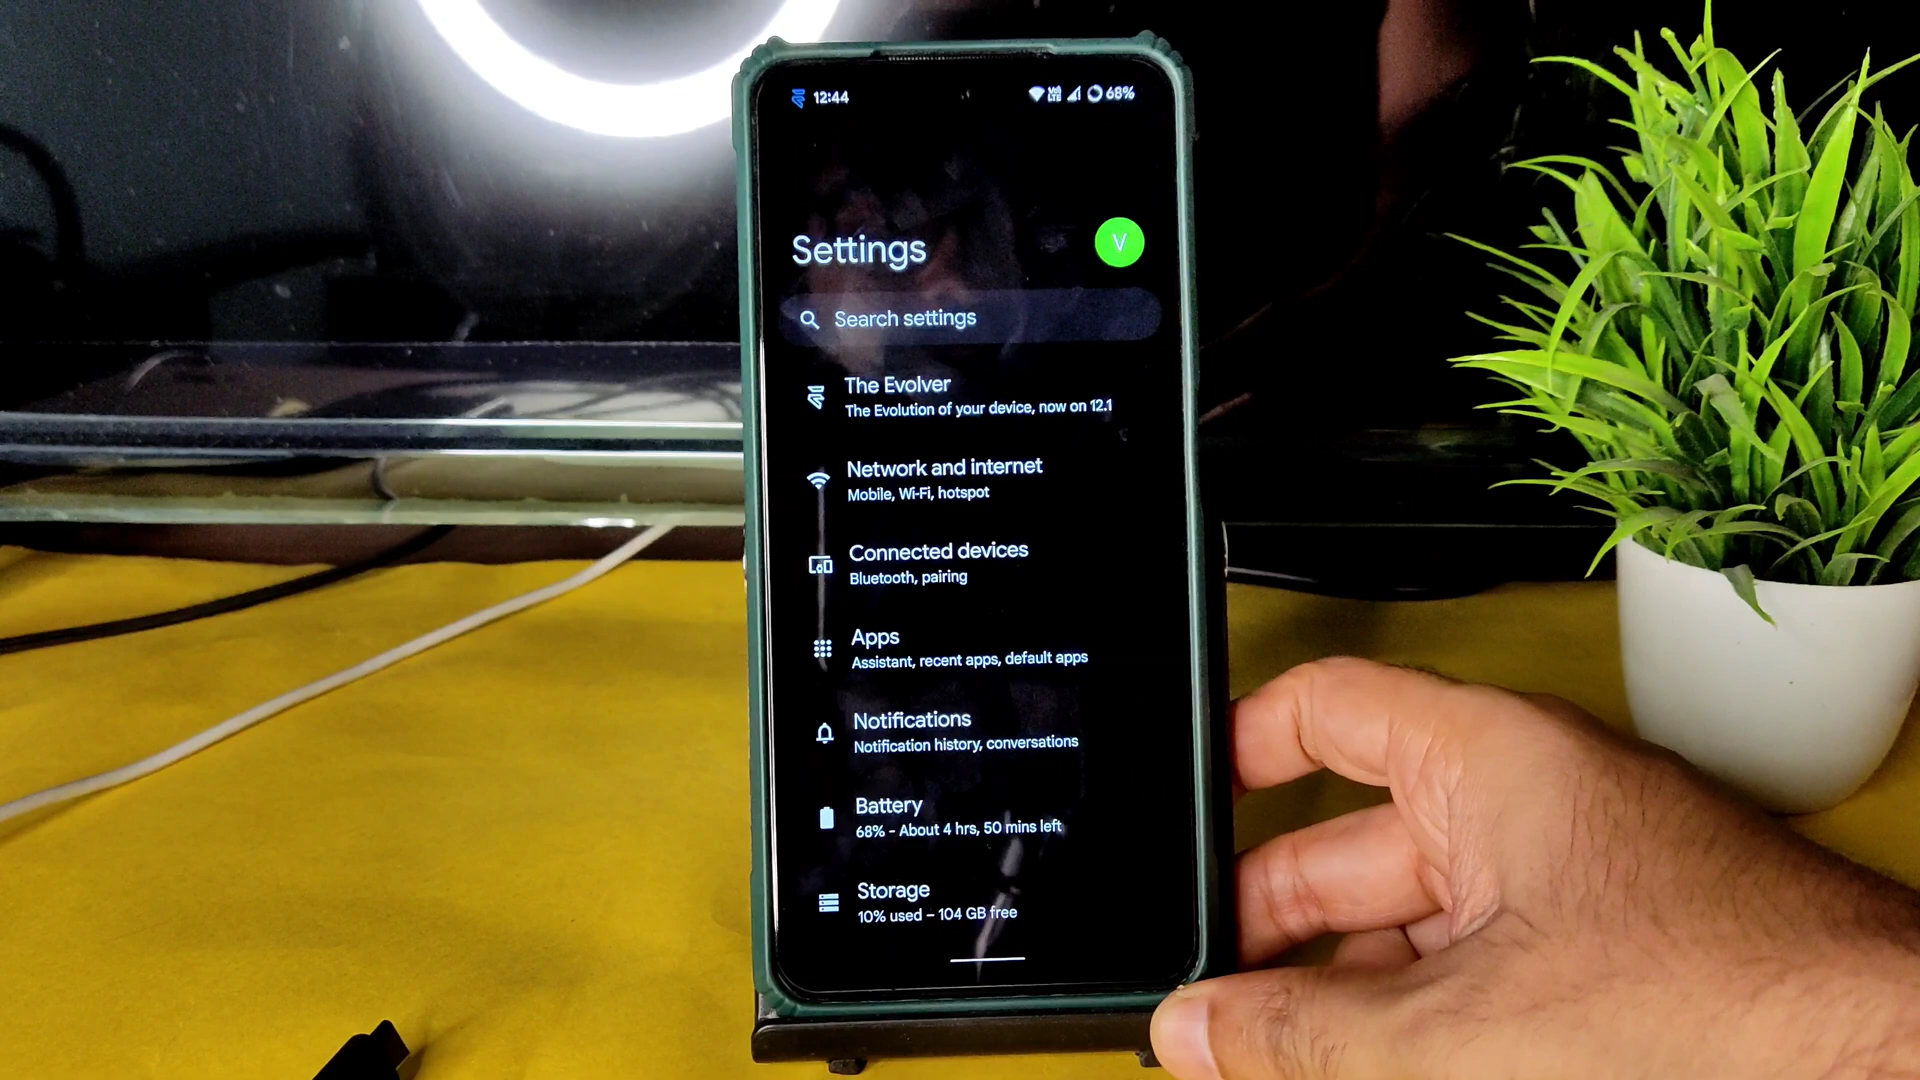 12:44
Vo
LTE
68%
Settings
V
Search settings
The Evolver
The Evolution of your device, now on 12.1
Network and internet
Mobile, Wi-Fi, hotspot
Connected devices
Bluetooth, pairing
Apps
Assistant, recent apps, default apps
Notifications
Notification history, conversations
Battery
68% - About 4 hrs, 50 mins left
Storage
10% used – 104 GB free